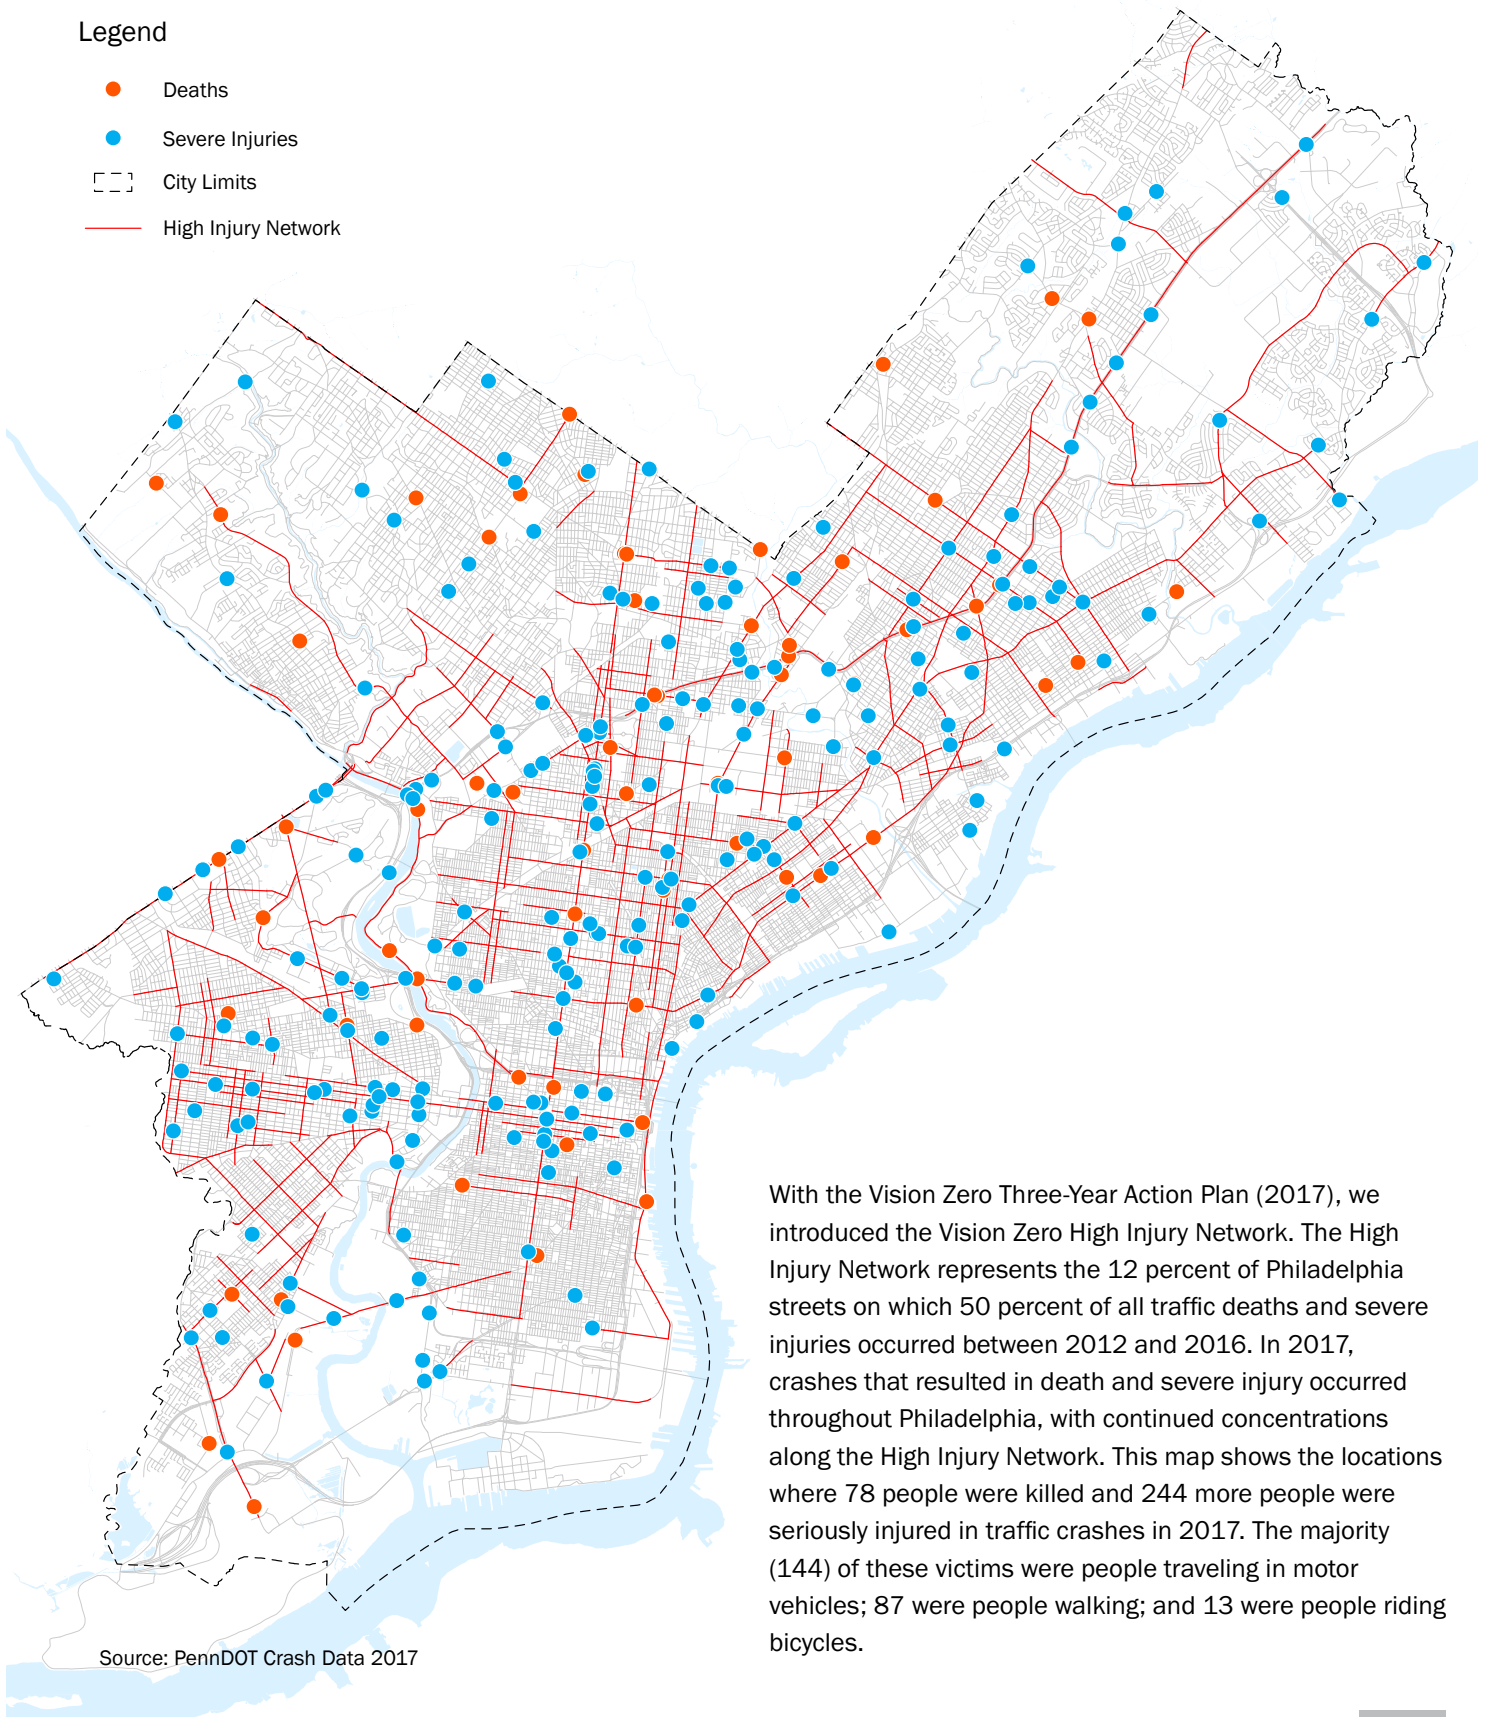 Legend
Deaths
Severe Injuries
City Limits
High Injury Network
With the Vision Zero Three-Year Action Plan (2017), we
introduced the Vision Zero High Injury Network. The High
Injury Network represents the 12 percent of Philadelphia
streets on which 50 percent of all traffic deaths and severe
injuries occurred between 2012 and 2016. In 2017,
crashes that resulted in death and severe injury occurred
throughout Philadelphia, with continued concentrations
along the High Injury Network. This map shows the locations
where 78 people were killed and 244 more people were
seriously injured in traffic crashes in 2017. The majority
(144) of these victims were people traveling in motor
vehicles; 87 were people walking; and 13 were people riding
bicycles.
Source: PennDOT Crash Data 2017